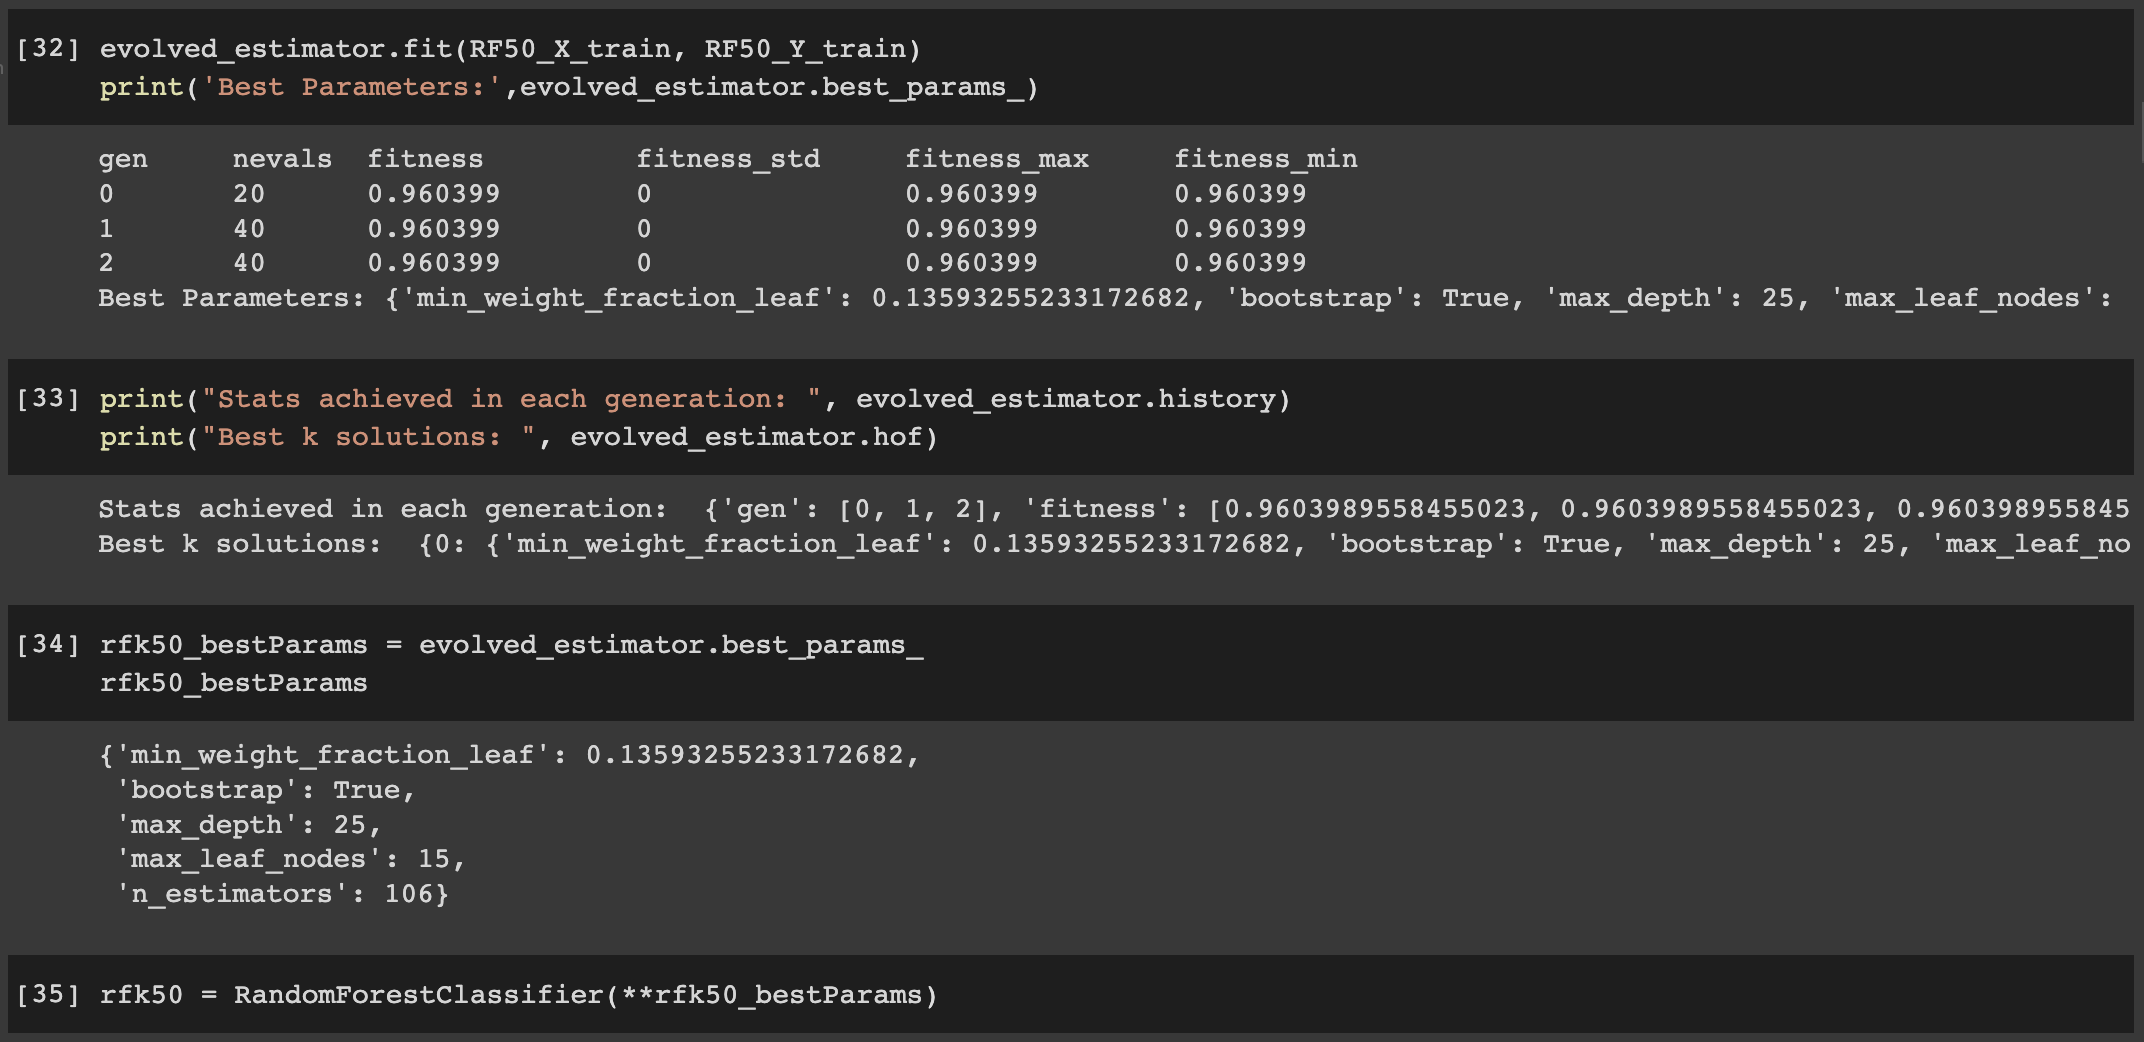 [32] evolved_estimator.fit(RF50_X_train, RF50_Y_train)
print('Best Parameters:',evolved_estimator.best_params_)
gen nevals fitness fitness_std fitness_max fitness_min
0 20 0.960399 0 0.960399 0.960399
1 40 0.960399 0 0.960399 0.960399
2 40 0.960399 0 0.960399 0.960399
Best Parameters: {'min_weight_fraction_leaf': 0.13593255233172682, 'bootstrap': True, 'max_depth': 25, 'max_leaf_nodes':
[33] print("Stats achieved in each generation: ", evolved_estimator.history)
print("Best k solutions: ", evolved_estimator.hof)
Stats achieved in each generation:  {'gen': [0, 1, 2], 'fitness': [0.9603989558455023, 0.9603989558455023, 0.960398955845
Best k solutions:  {0: {'min_weight_fraction_leaf': 0.13593255233172682, 'bootstrap': True, 'max_depth': 25, 'max_leaf_no
[34] rfk50_bestParams = evolved_estimator.best_params_
rfk50_bestParams
{'min_weight_fraction_leaf': 0.13593255233172682,
'bootstrap': True,
'max_depth': 25,
'max_leaf_nodes': 15,
'n_estimators': 106}
[35] rfk50 = RandomForestClassifier(**rfk50_bestParams)